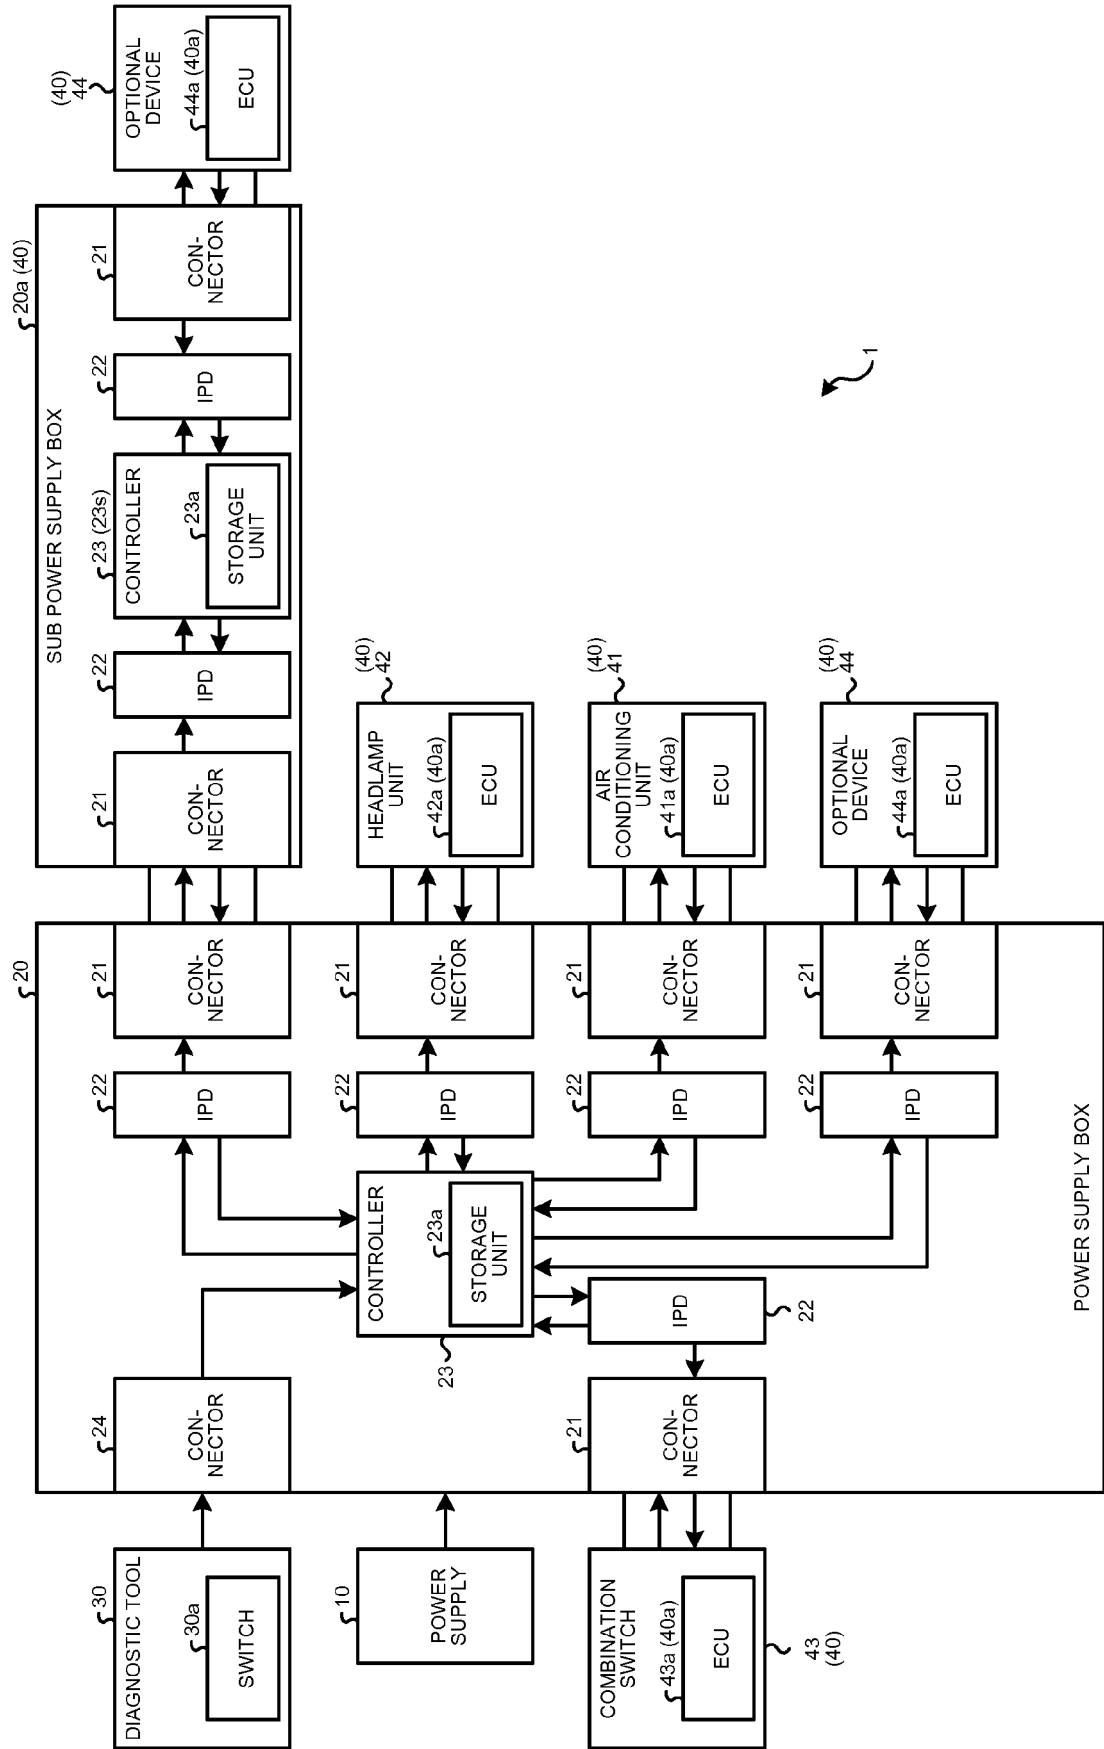 30
DIAGNOSTIC TOOL
30a
SWITCH
10
POWER
SUPPLY
COMBINATION
SWITCH
43a (40a)
ECU
43
(40)
20
24
CON-
NECTOR
21
CON-
NECTOR
CONTROLLER
23a
STORAGE
UNIT
23
IPD
22
22
IPD
22
IPD
22
IPD
22
IPD
21
CON-
NECTOR
21
CON-
NECTOR
21
CON-
NECTOR
21
CON-
NECTOR
POWER SUPPLY BOX
20a (40)
SUB POWER SUPPLY BOX
21
CON-
NECTOR
22
IPD
23 (23s)
CONTROLLER
23a
STORAGE
UNIT
22
IPD
21
CON-
NECTOR
(40)
44
OPTIONAL
DEVICE
44a (40a)
ECU
(40)
42
HEADLAMP
UNIT
42a (40a)
ECU
(40)
41
AIR
CONDITIONING
UNIT
41a (40a)
ECU
(40)
44
OPTIONAL
DEVICE
44a (40a)
ECU
1